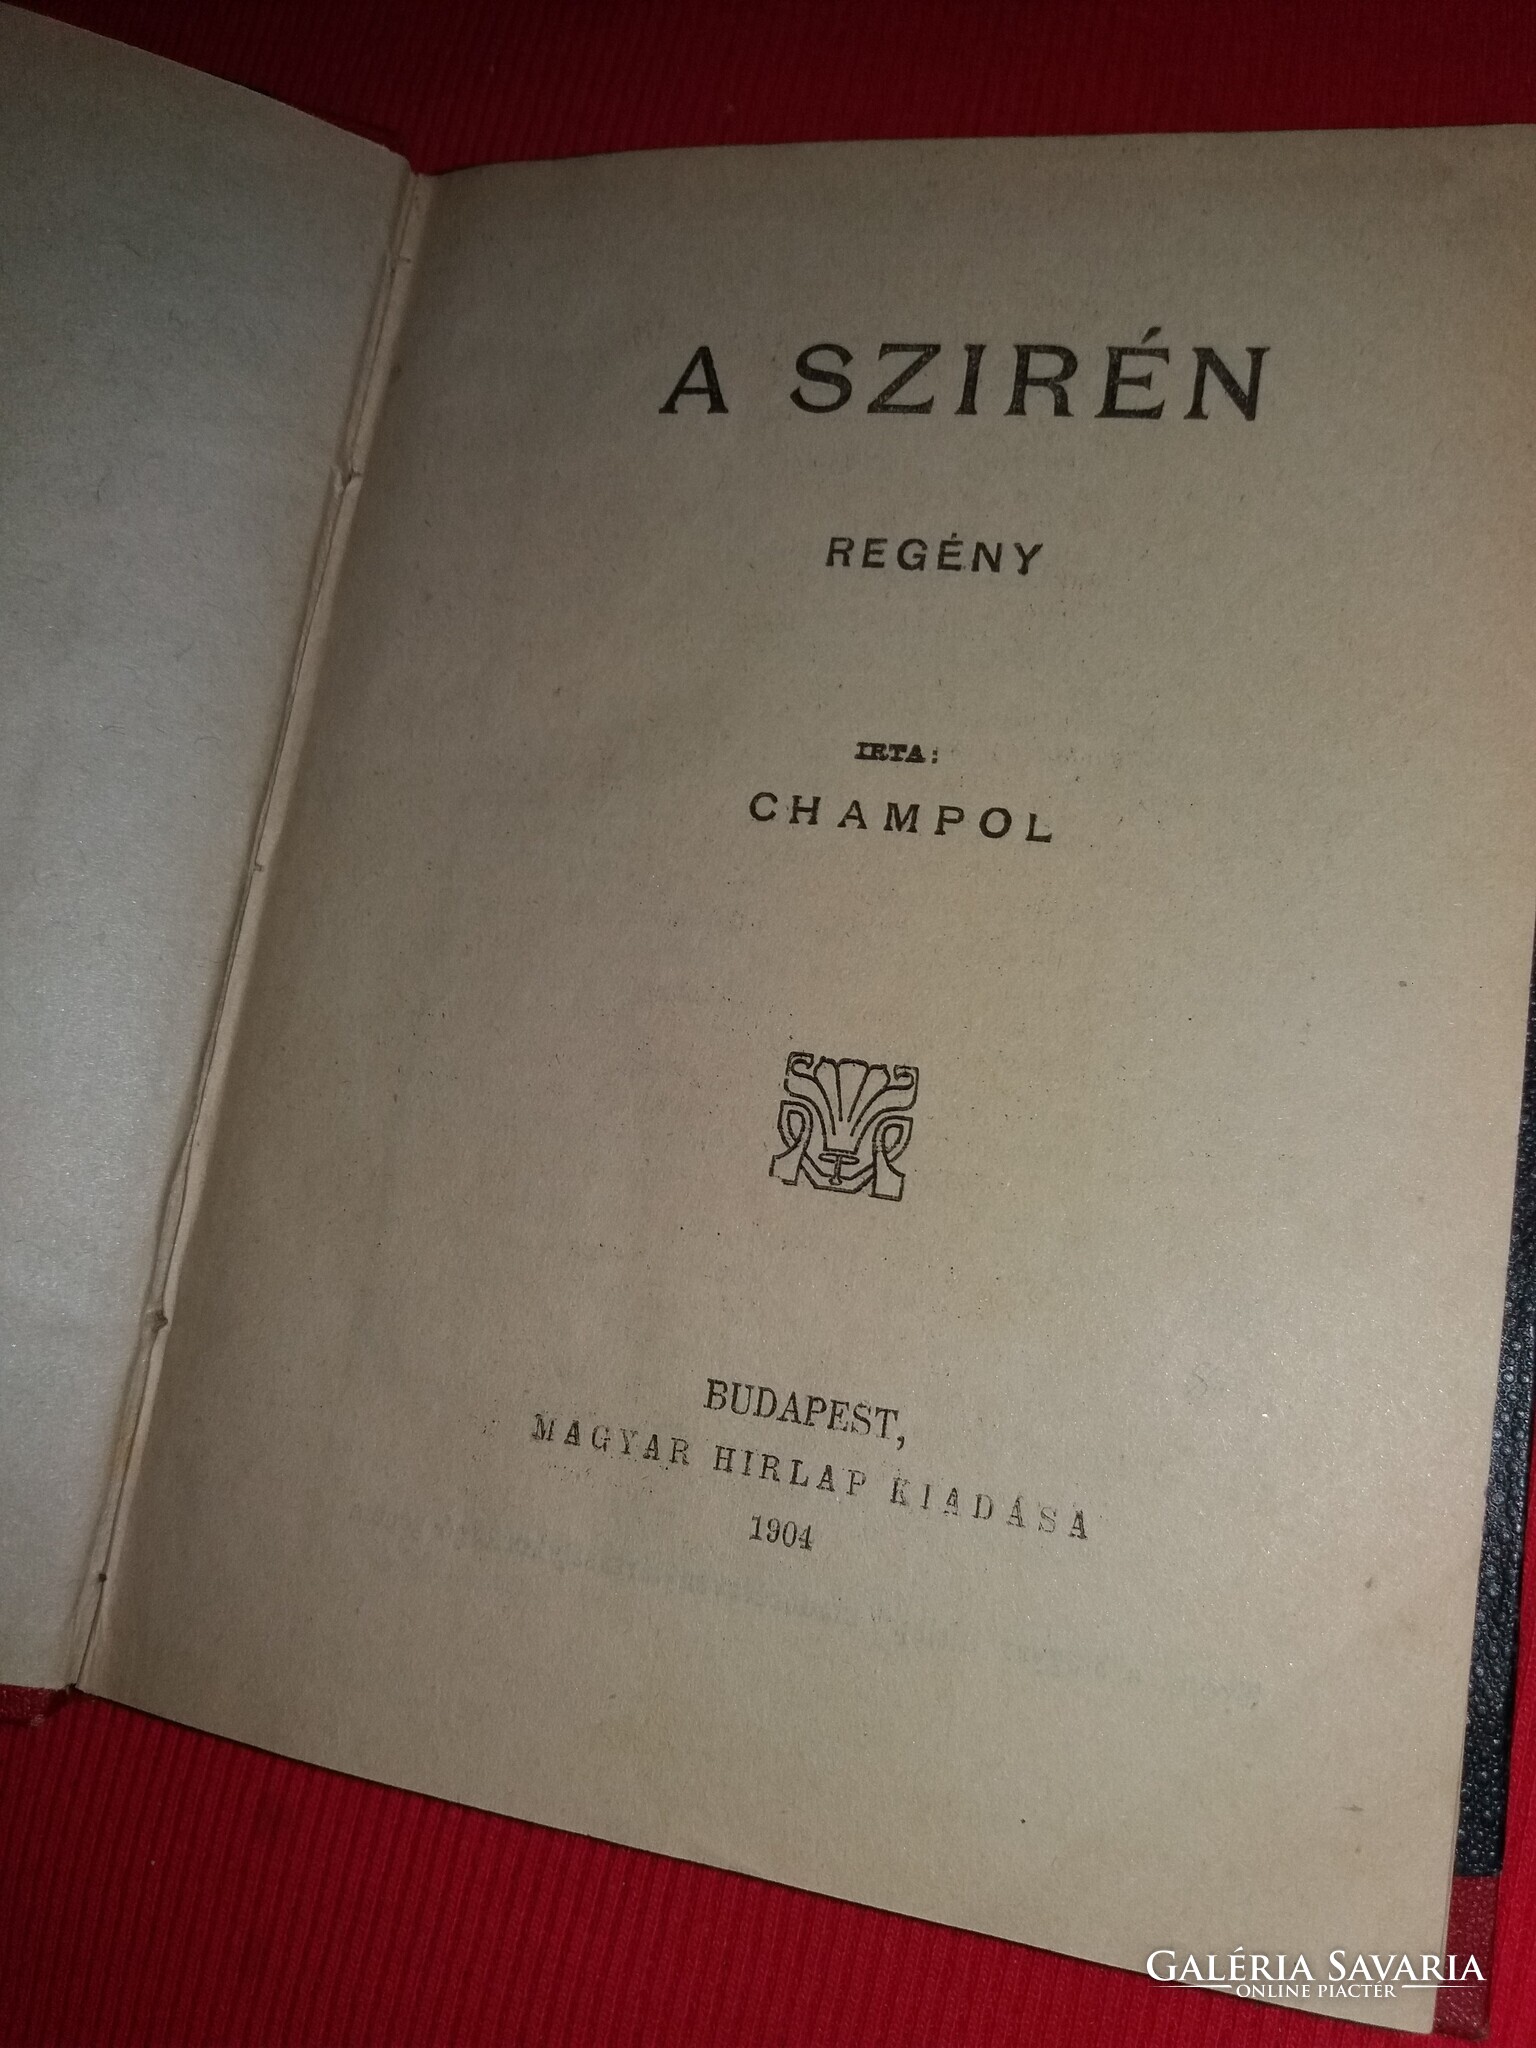 A SZIRÉN
REGÉNY
IRTA:
CHAMPOL
BUDAPEST,
MAGYAR HIRLAP KIADÁSA
1904
GALÉRIA SAVARIA
ONLINE PIACTÉR